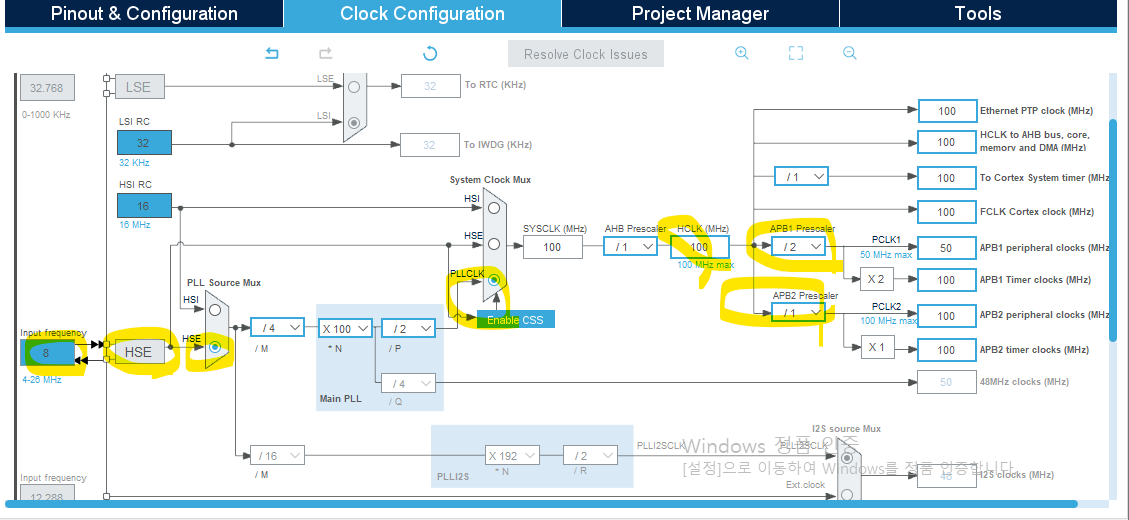 Pinout & Configuration
Clock Configuration
Project Manager
Tools
Resolve Clock Issues
32.768
0-1000 KHz
LSE
LSE
32
To RTC (KHz)
LSI RC
LSI
32
32 KHz
32
To IWDG (KHz)
HSI RC
16
16 MHz
System Clock Mux
HSI
HSE
PLLCLK
Enable CSS
SYSCLK (MHz)
100
AHB Prescaler
/ 1
HCLK (MHz)
100
100 MHz max
100
Ethernet PTP clock (MHz)
100
HCLK to AHB bus, core,
memory and DMA (MHz)
/ 1
100
To Cortex System timer (MHz
100
FCLK Cortex clock (MHz)
APB1 Prescaler
/ 2
PCLK1
50 MHz max
50
APB1 peripheral clocks (MHz
X 2
100
APB1 Timer clocks (MHz)
APB2 Prescaler
/ 1
PCLK2
100 MHz max
100
APB2 peripheral clocks (MHz
X 1
100
APB2 timer clocks (MHz)
50
48MHz clocks (MHz)
PLL Source Mux
HSI
HSE
Input frequency
8
4-26 MHz
HSE
/ 4
/ M
X 100
* N
/ 2
/ P
/ 4
/ Q
Main PLL
/ 16
/ M
X 192
* N
/ 2
/ R
PLLI2S
PLLI2SCLK
PLLI2SCLK
I2S source Mux
Windows 정품 인증
[설정]으로 이동하여 Windows를 정품 인증합니다.
48
I2S clocks (MHz)
Ext.clock
Input frequency
12.288